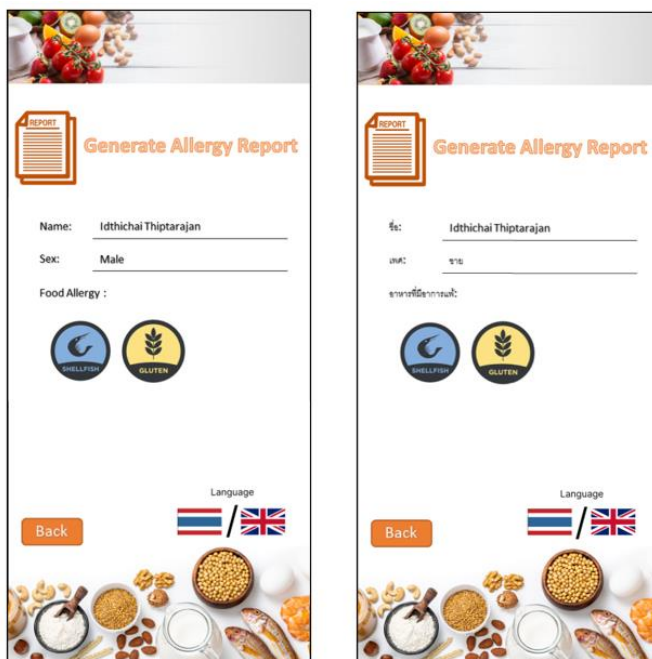 REPORT
Generate Allergy Report
Name: Idthichai Thiptarajan
Sex: Male
Food Allergy :
SHELLFISH
GLUTEN
Language
Back
/
REPORT
Generate Allergy Report
ชื่อ: Idthichai Thiptarajan
เพศ: ชาย
อาหารที่มีอาการแพ้:
SHELLFISH
GLUTEN
Language
Back
/